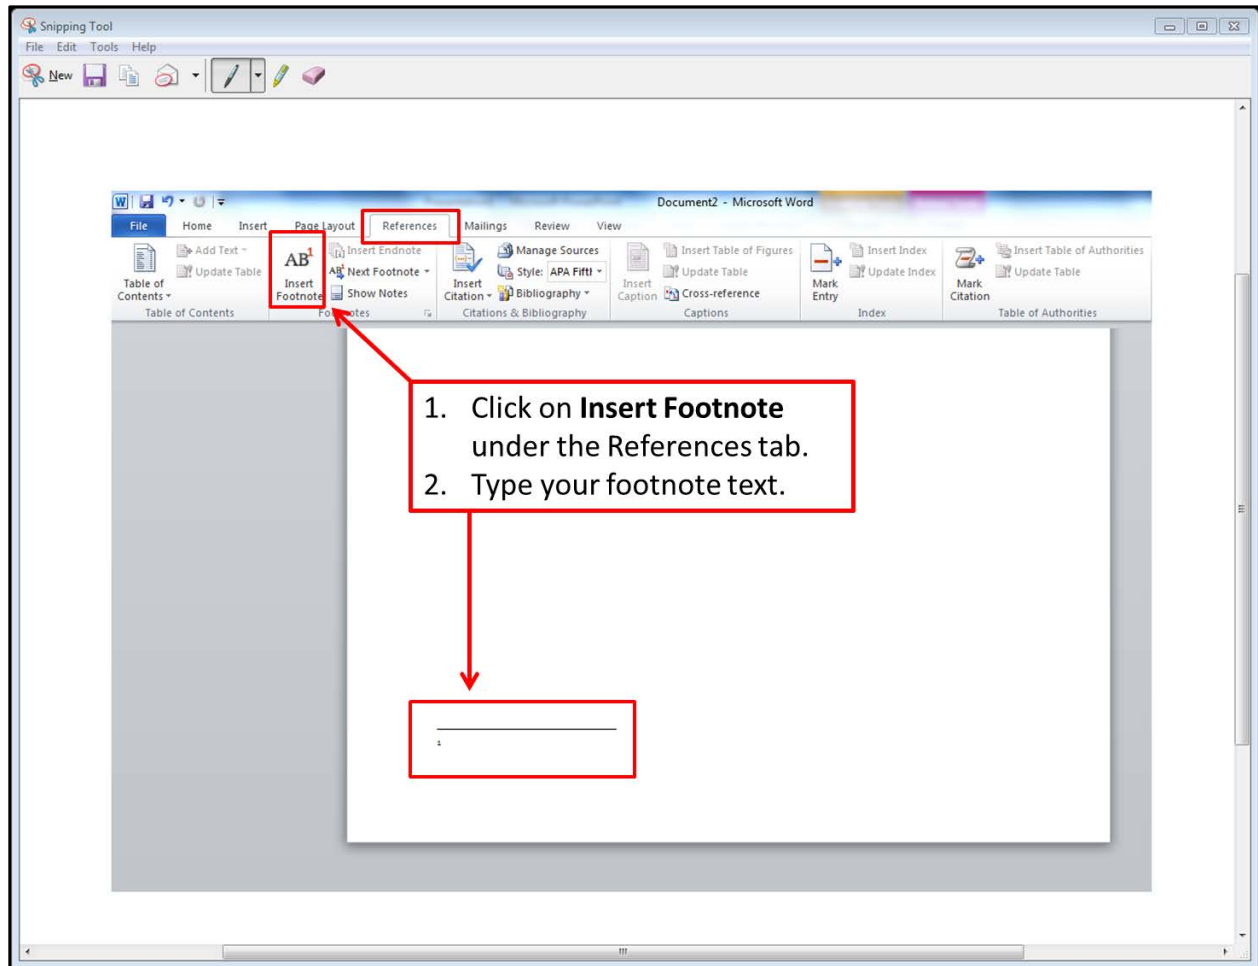 Snipping Tool
File Edit Tools Help
New
Document2 - Microsoft Word
File Home Insert Page Layout References Mailings Review View
Table of Contents
Add Text
Update Table
Table of Contents
AB1
Insert Footnote
Insert Endnote
AB1 Next Footnote
Show Notes
Footnotes
Insert Citation
Manage Sources
Style: APA Fift
Bibliography
Citations & Bibliography
Insert Caption
Insert Table of Figures
Update Table
Cross-reference
Captions
Mark Entry
Insert Index
Update Index
Index
Mark Citation
Insert Table of Authorities
Update Table
Table of Authorities
1. Click on Insert Footnote
under the References tab.
2. Type your footnote text.
1